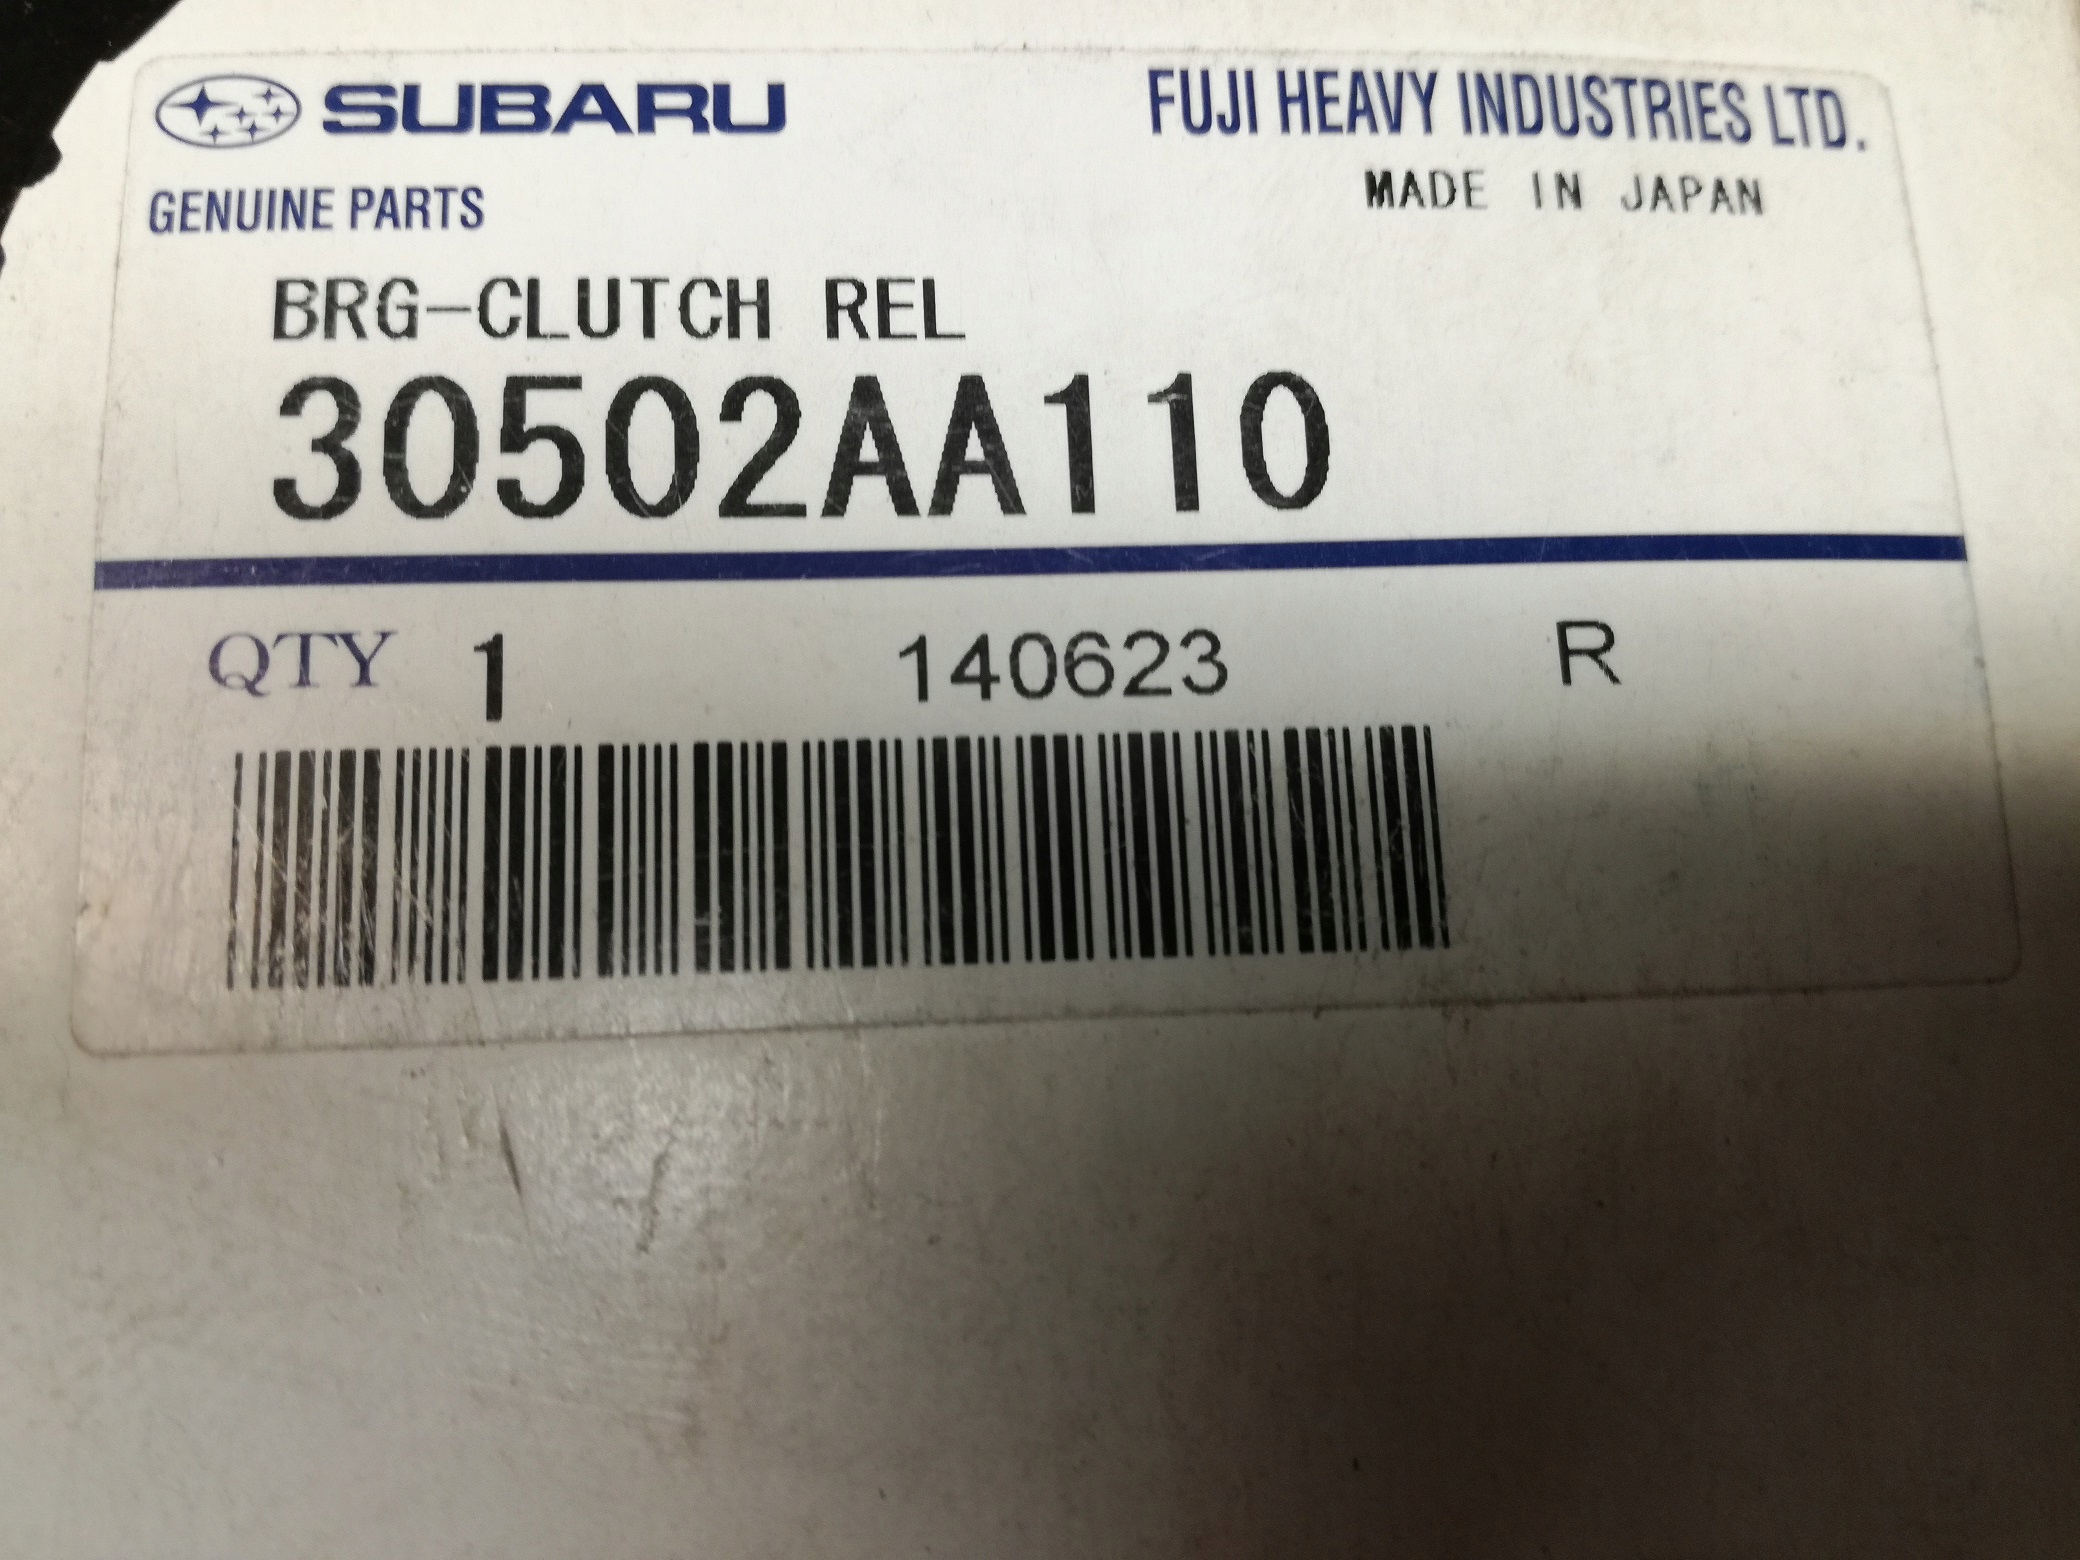 SUBARU FUJI HEAVY INDUSTRIES LTD.
GENUINE PARTS MADE IN JAPAN
BRG-CLUTCH REL
30502AA110
QTY 1 140623 R